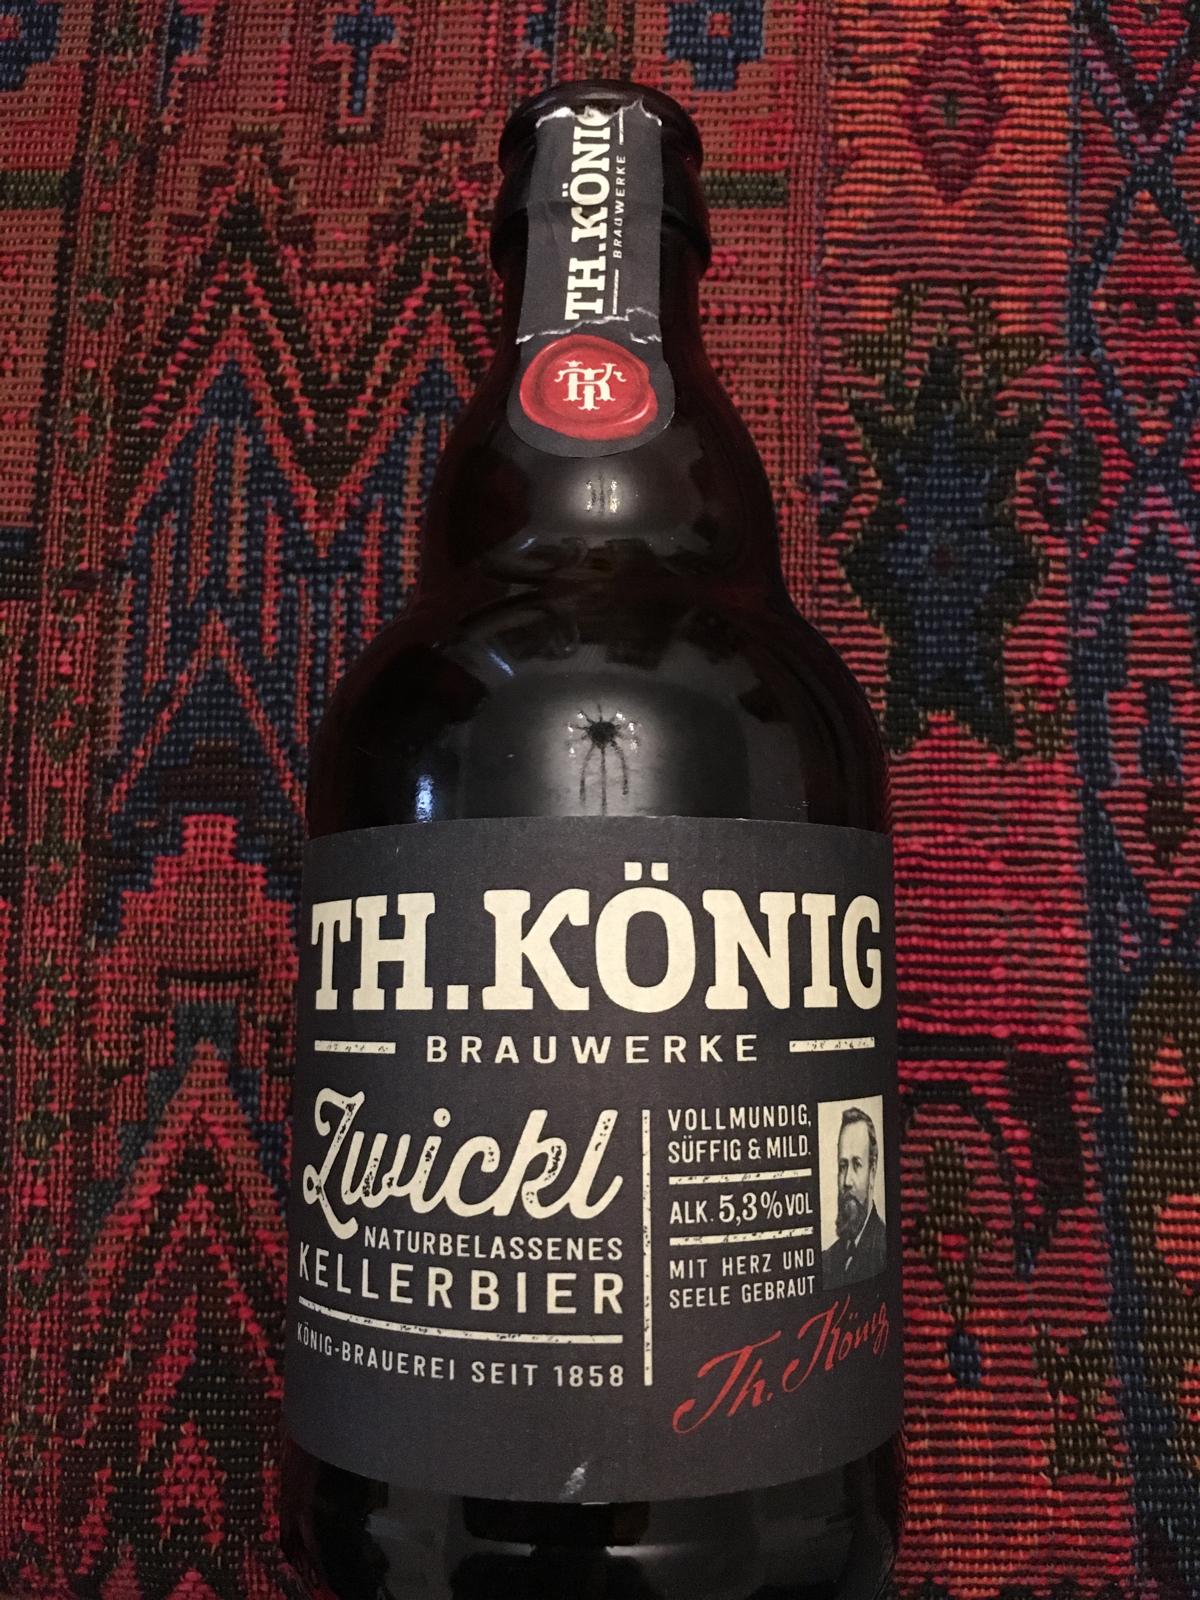 TH.KÖNIG
BRAUWERKE
TK
TH.KÖNIG
BRAUWERKE
Zwickl
NATURBELASSENES
KELLERBIER
KÖNIG-BRAUEREI SEIT 1858
VOLLMUNDIG,
SÜFFIG & MILD.
ALK. 5,3%VOL
MIT HERZ UND
SEELE GEBRAUT
Th. König